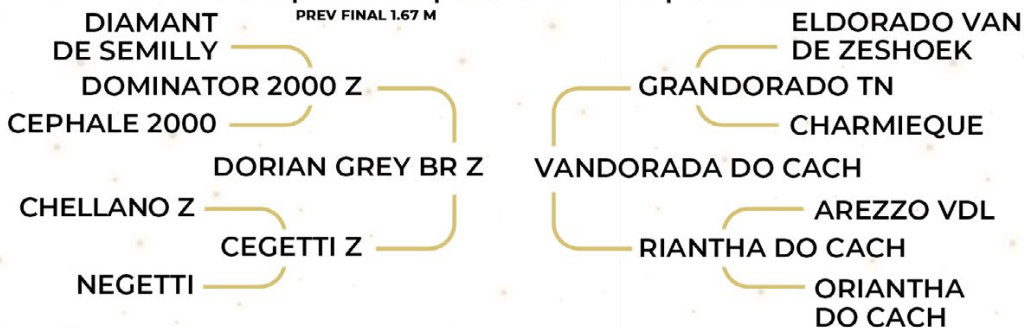 PREV FINAL 1.67 M
DIAMANT
DE SEMILLY
DOMINATOR 2000 Z
CEPHALE 2000
DORIAN GREY BR Z
CHELLANO Z
CEGETTI Z
NEGETTI
ELDORADO VAN
DE ZESHOEK
GRANDORADO TN
CHARMIEQUE
VANDORADA DO CACH
AREZZO VDL
RIANTHA DO CACH
ORIANTHA
DO CACH